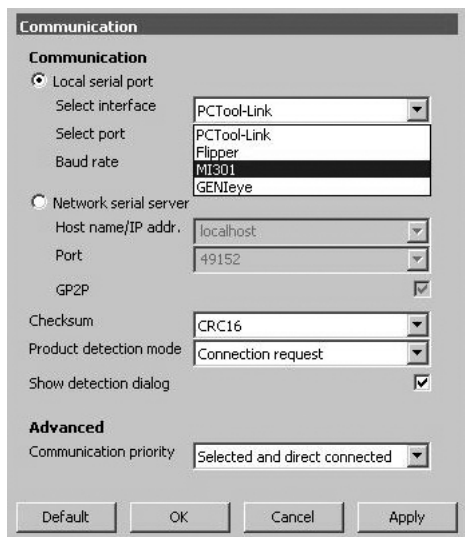 Communication
Communication
Local serial port
Select interface PCTool-Link
Select port PCTool-Link
Flipper
Baud rate MI301
GENIeye
Network serial server
Host name/IP addr. localhost
Port 49152
GP2P
Checksum CRC16
Product detection mode Connection request
Show detection dialog
Advanced
Communication priority Selected and direct connected
Default OK Cancel Apply